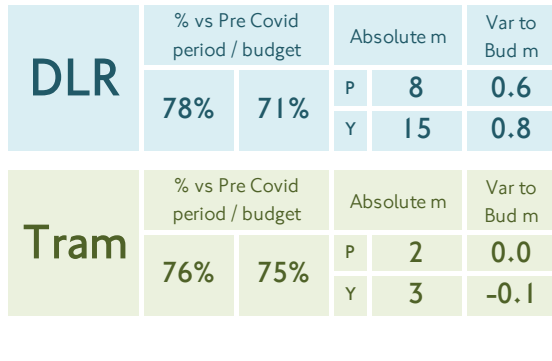 DLR
% vs Pre Covid
period / budget
Absolute m
Var to
Bud m
78% 71%
P 8 0.6
Y 15 0.8
Tram
% vs Pre Covid
period / budget
Absolute m
Var to
Bud m
76% 75%
P 2 0.0
Y 3 -0.1